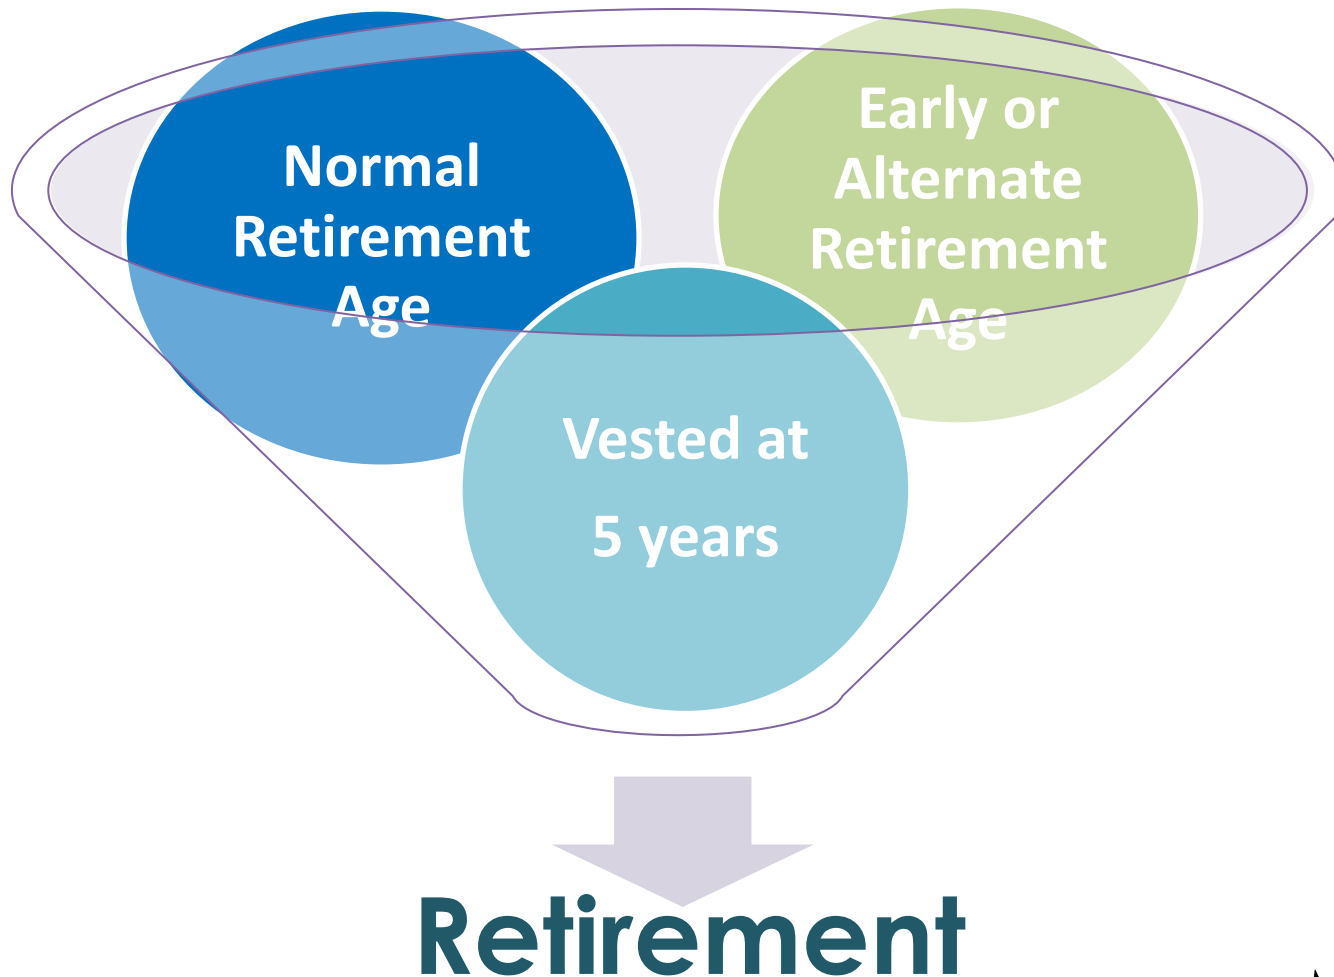 Normal
Retirement
Age
Early or
Alternate
Retirement
Age
Vested at
5 years
Retirement